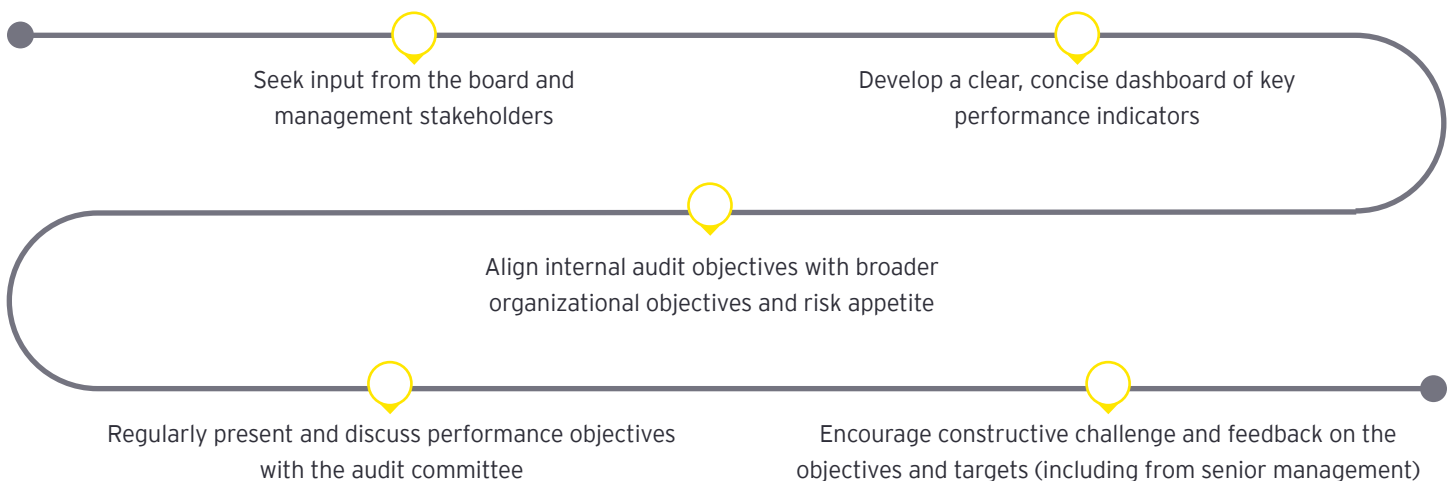 Seek input from the board and
management stakeholders
Develop a clear, concise dashboard of key
performance indicators
Align internal audit objectives with broader
organizational objectives and risk appetite
Regularly present and discuss performance objectives
with the audit committee
Encourage constructive challenge and feedback on the
objectives and targets (including from senior management)